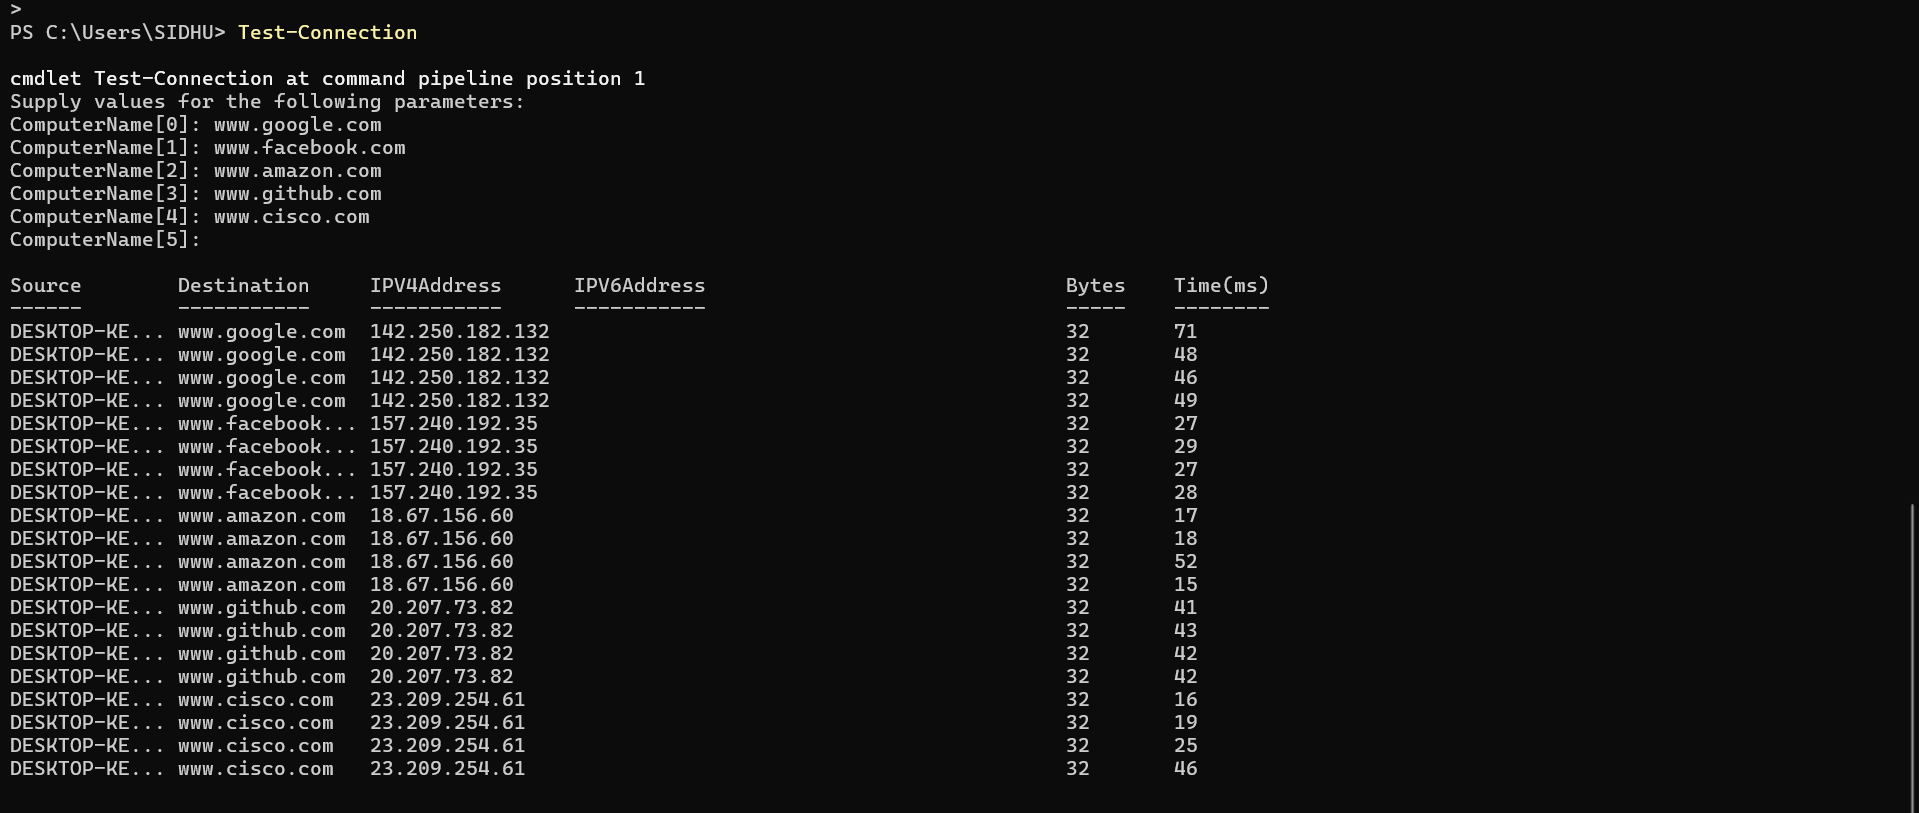 >
PS C:\Users\SIDHU> Test-Connection
cmdlet Test-Connection at command pipeline position 1
Supply values for the following parameters:
ComputerName[0]: www.google.com
ComputerName[1]: www.facebook.com
ComputerName[2]: www.amazon.com
ComputerName[3]: www.github.com
ComputerName[4]: www.cisco.com
ComputerName[5]:
Source        Destination     IPV4Address      IPV6Address                              Bytes    Time(ms)
------        -----------     -----------      -----------                              -----    --------
DESKTOP-KE... www.google.com  142.250.182.132                                           32       71
DESKTOP-KE... www.google.com  142.250.182.132                                           32       48
DESKTOP-KE... www.google.com  142.250.182.132                                           32       46
DESKTOP-KE... www.google.com  142.250.182.132                                           32       49
DESKTOP-KE... www.facebook... 157.240.192.35                                            32       27
DESKTOP-KE... www.facebook... 157.240.192.35                                            32       29
DESKTOP-KE... www.facebook... 157.240.192.35                                            32       27
DESKTOP-KE... www.facebook... 157.240.192.35                                            32       28
DESKTOP-KE... www.amazon.com  18.67.156.60                                              32       17
DESKTOP-KE... www.amazon.com  18.67.156.60                                              32       18
DESKTOP-KE... www.amazon.com  18.67.156.60                                              32       52
DESKTOP-KE... www.amazon.com  18.67.156.60                                              32       15
DESKTOP-KE... www.github.com  20.207.73.82                                              32       41
DESKTOP-KE... www.github.com  20.207.73.82                                              32       43
DESKTOP-KE... www.github.com  20.207.73.82                                              32       42
DESKTOP-KE... www.github.com  20.207.73.82                                              32       42
DESKTOP-KE... www.cisco.com   23.209.254.61                                             32       16
DESKTOP-KE... www.cisco.com   23.209.254.61                                             32       19
DESKTOP-KE... www.cisco.com   23.209.254.61                                             32       25
DESKTOP-KE... www.cisco.com   23.209.254.61                                             32       46